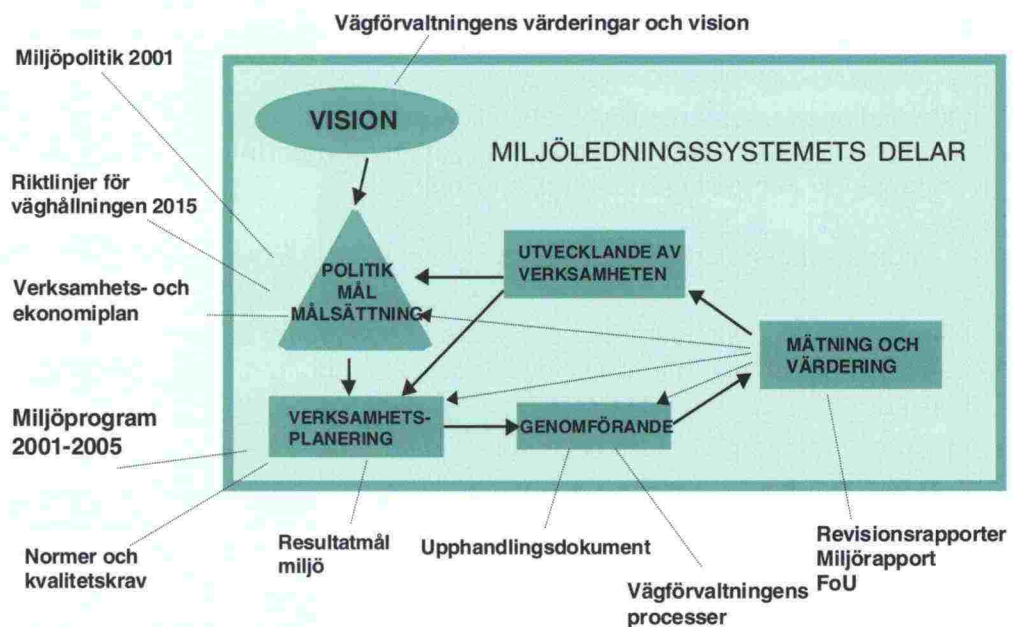 Vägförvaltningens värderingar och vision
Miljöpolitik 2001
VISION
MILJÖLEDNINGSSYSTEMETS DELAR
Riktlinjer för
väghållningen 2015
UTVECKLANDE AV
VERKSAMHETEN
POLITIK
MÅL
MÅLSÄTTNING
Verksamhets- och
ekonomiplan
MÄTNING OCH
VÄRDERING
Miljöprogram
2001-2005
VERKSAMHETS-
PLANERING
GENOMFÖRANDE
Normer och
kvalitetskrav
Resultatmål
miljö
Upphandlingsdokument
Vägförvaltningens
processer
Revisionsrapporter
Miljörapport
FoU